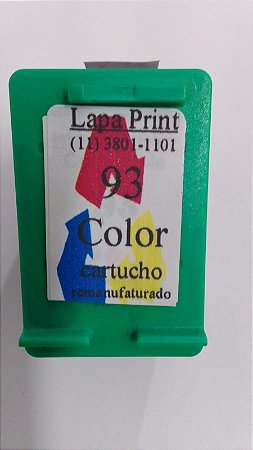 Lapa Print
(11) 3801-1101
93
Color
cartucho
remanufaturado